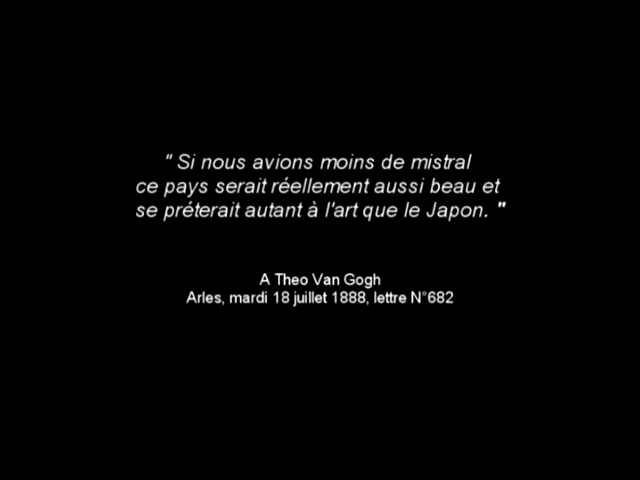 " Si nous avions moins de mistral
ce pays serait réellement aussi beau et
se préterait autant à l'art que le Japon. "
A Theo Van Gogh
Arles, mardi 18 juillet 1888, lettre N°682